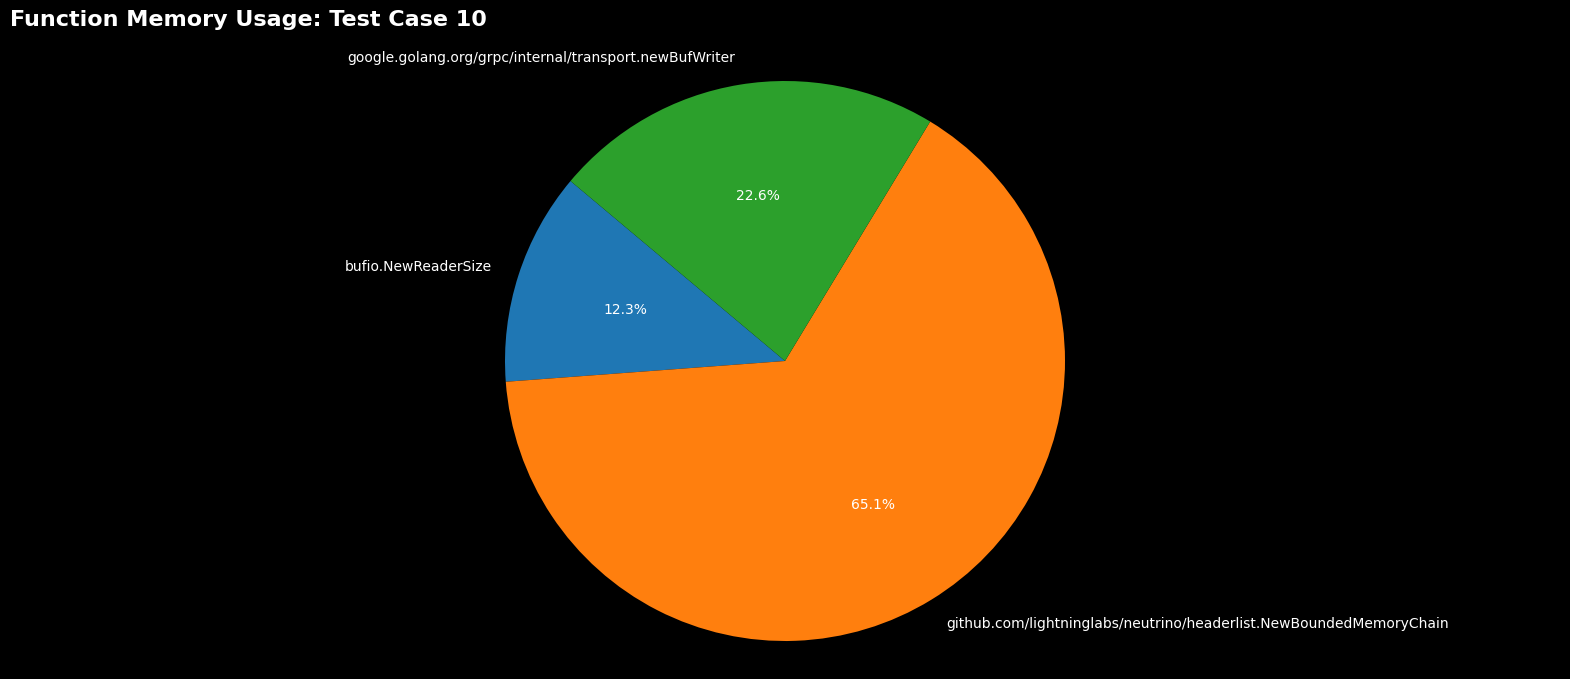 Function Memory Usage: Test Case 10
google.golang.org/grpc/internal/transport.newBufWriter
22.6%
bufio.NewReaderSize
12.3%
65.1%
github.com/lightninglabs/neutrino/headerlist.NewBoundedMemoryChain